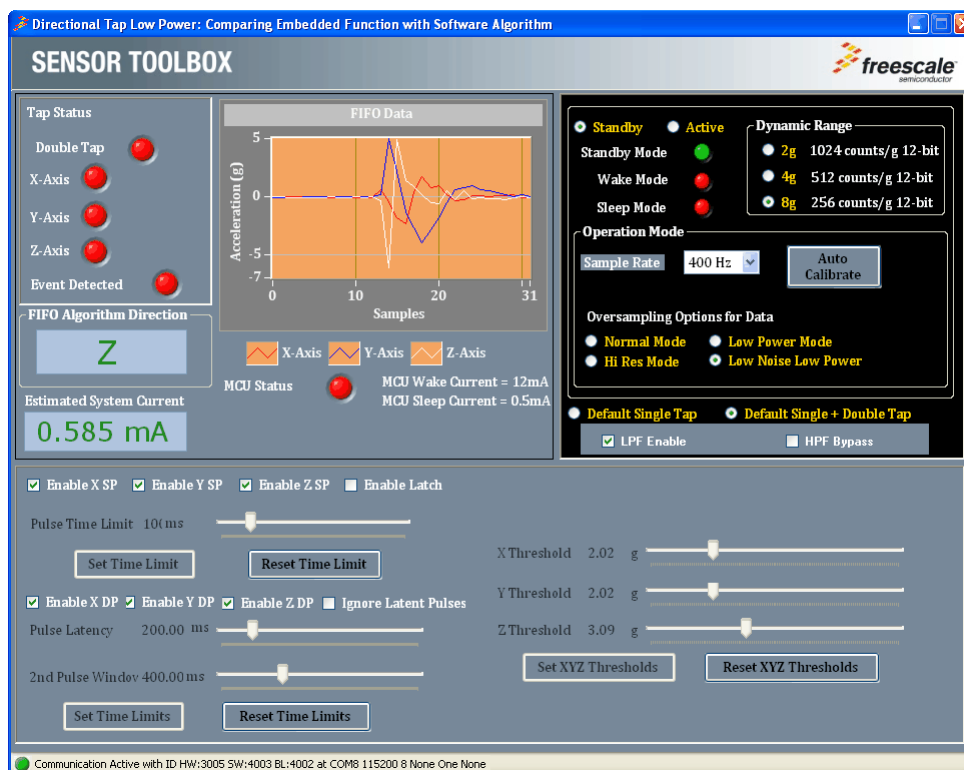 Directional Tap Low Power: Comparing Embedded Function with Software Algorithm
SENSOR TOOLBOX
freescale
semiconductor
Tap Status
Double Tap
X-Axis
Y-Axis
Z-Axis
Event Detected
FIFO Algorithm Direction
Z
Estimated System Current
0.585 mA
FIFO Data
Acceleration (g)
5
0
-5
-7
0 10 20 31
Samples
X-Axis Y-Axis Z-Axis
MCU Status
MCU Wake Current = 12mA
MCU Sleep Current = 0.5mA
Standby Active
Standby Mode
Wake Mode
Sleep Mode
Dynamic Range
2g 1024 counts/g 12-bit
4g 512 counts/g 12-bit
8g 256 counts/g 12-bit
Operation Mode
Sample Rate 400 Hz
Auto
Calibrate
Oversampling Options for Data
Normal Mode Low Power Mode
Hi Res Mode Low Noise Low Power
Default Single Tap Default Single + Double Tap
LPF Enable HPF Bypass
Enable X SP Enable Y SP Enable Z SP Enable Latch
Pulse Time Limit ms
Set Time Limit Reset Time Limit
Enable X DP Enable Y DP Enable Z DP Ignore Latent Pulses
Pulse Latency 200.00 ms
2nd Pulse 400.00 ms
Set Time Limits Reset Time Limits
X Threshold 2.02 g
Y Threshold 2.02 g
Z Threshold 3.09 g
Set XYZ Thresholds Reset XYZ Thresholds
Communication Active with ID HW:3005 SW:4003 BL:4002 at COM8 115200 8 None One None